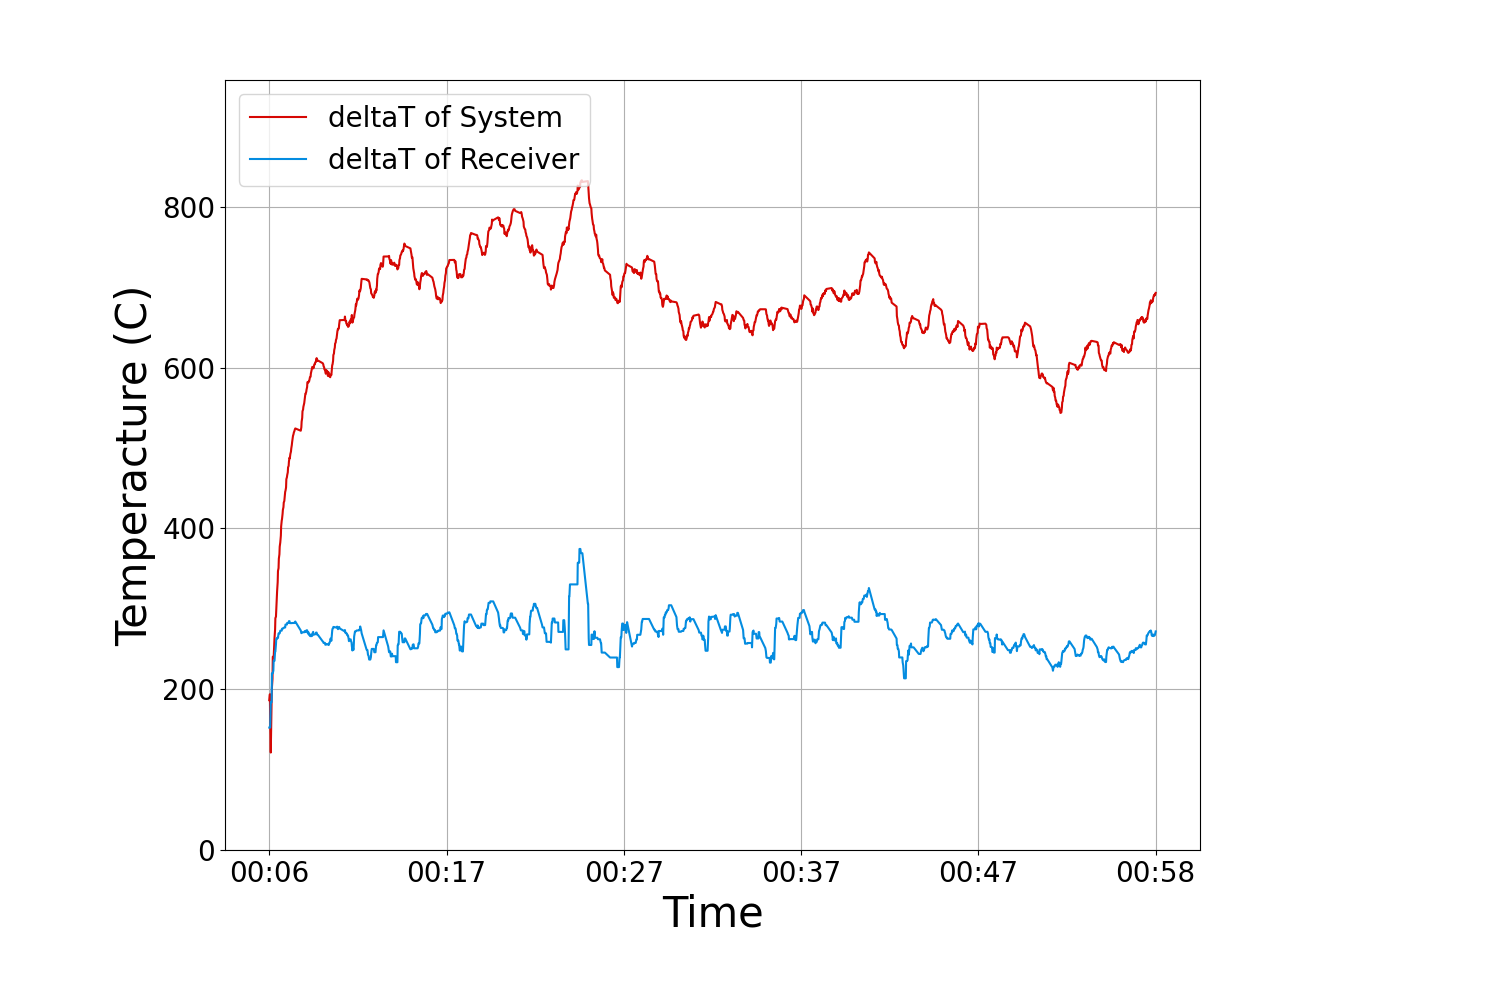 deltaT of System
deltaT of Receiver
Temperacture (C)
800
600
400
200
0
00:06 00:17 00:27 00:37 00:47 00:58
Time